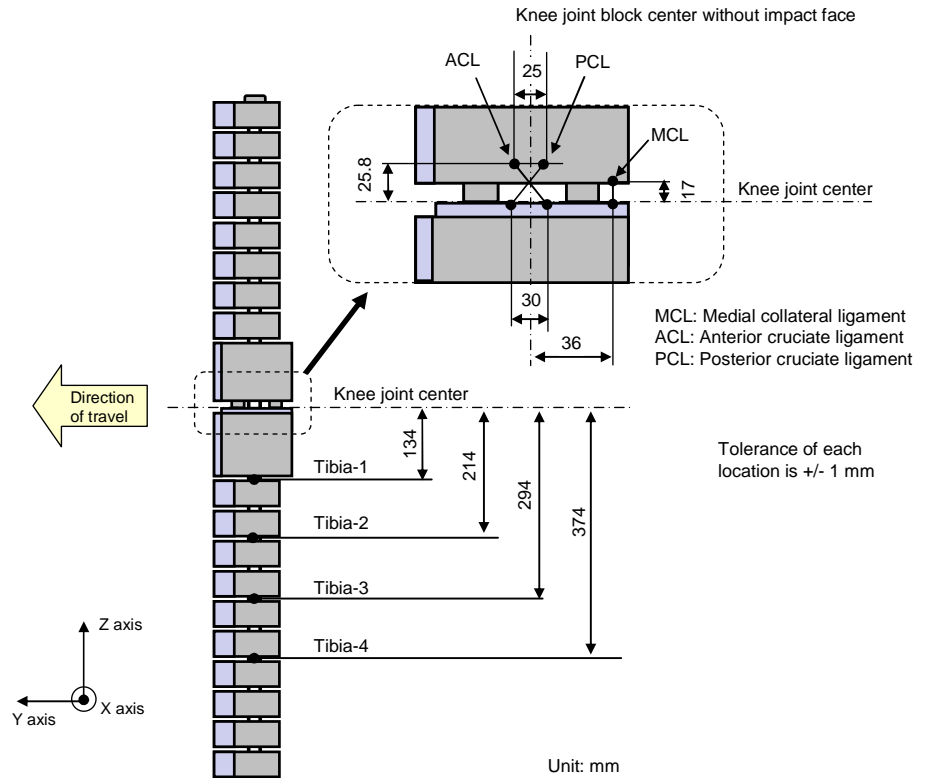 Knee joint block center without impact face
ACL
25
PCL
MCL
25.8
17
Knee joint center
30
36
MCL: Medial collateral ligament
ACL: Anterior cruciate ligament
PCL: Posterior cruciate ligament
Knee joint center
Direction
of travel
134
214
294
374
Tolerance of each
location is +/- 1 mm
Tibia-1
Tibia-2
Tibia-3
Tibia-4
Z axis
X axis
Y axis
Unit: mm